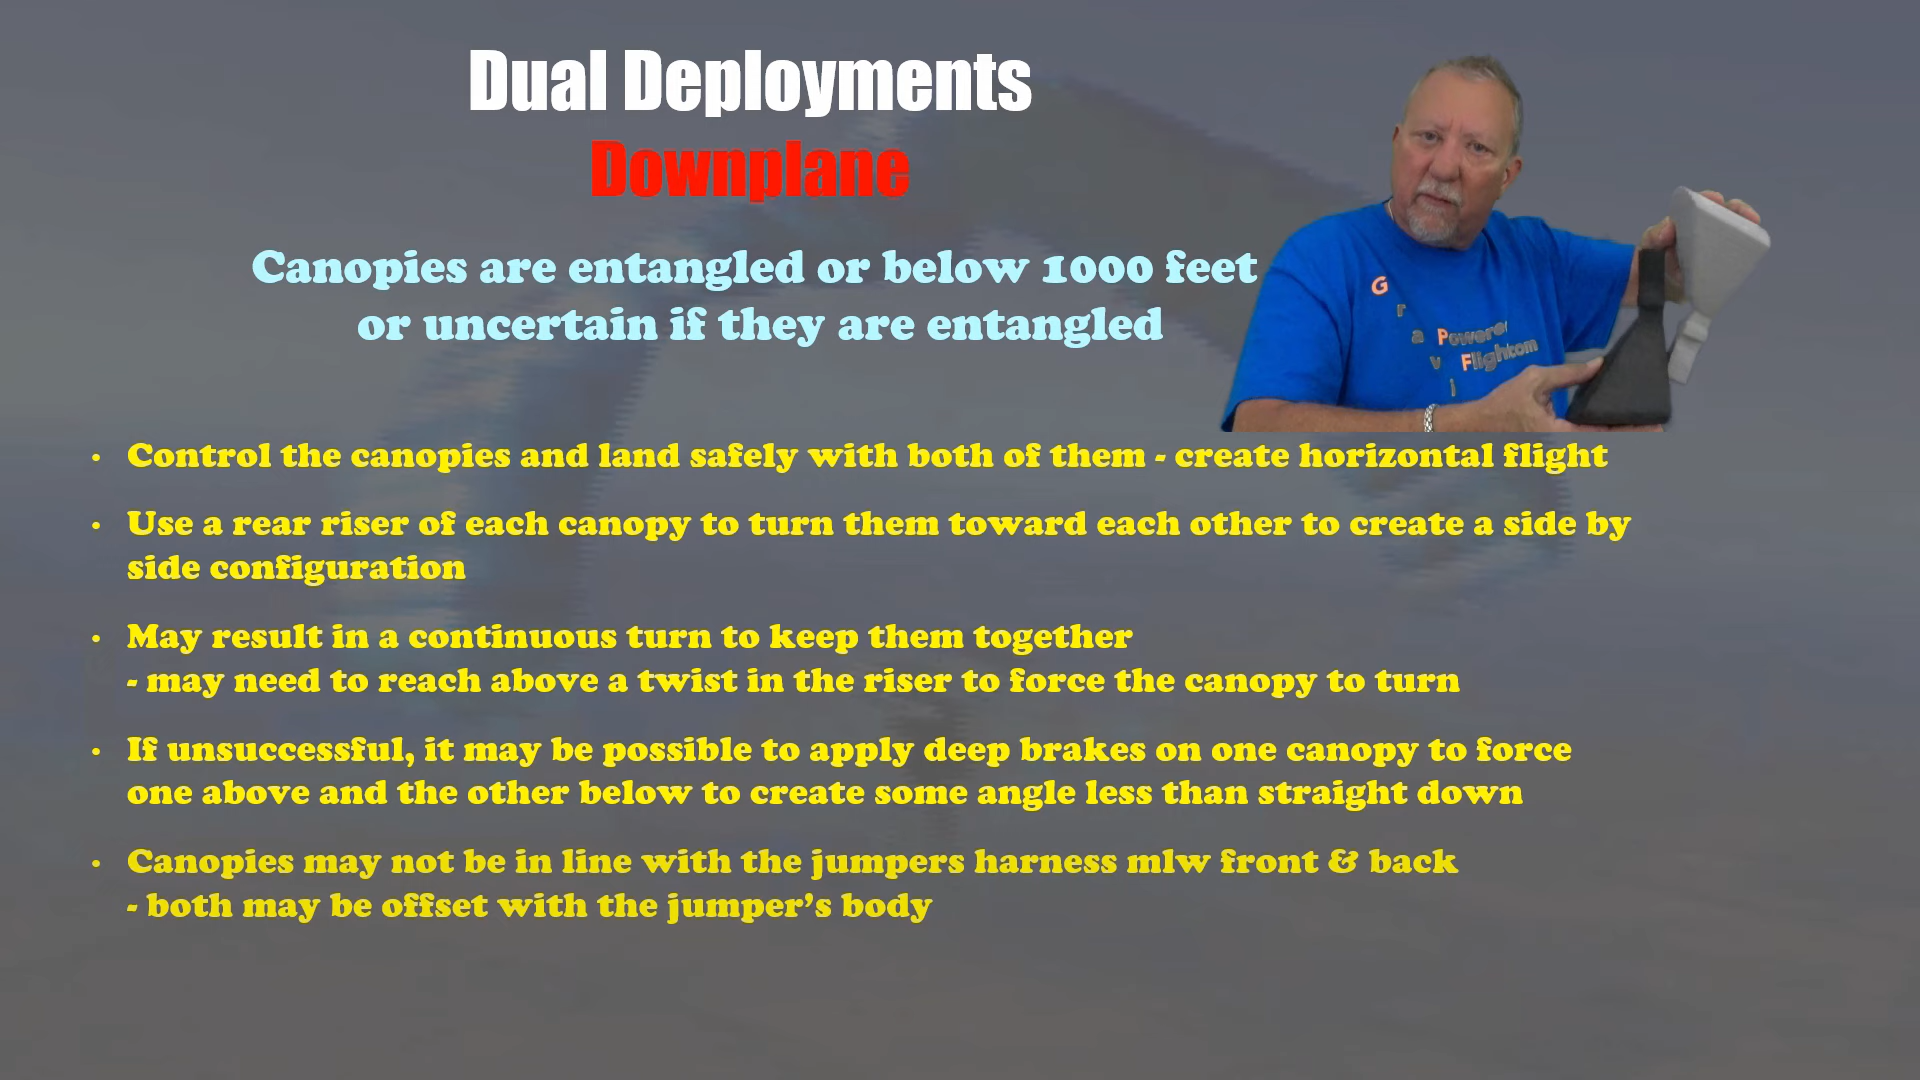 Dual Deployments
Downplane
Canopies are entangled or below 1000 feet
or uncertain if they are entangled
G
r
a Powered
v Flight.com
i
• Control the canopies and land safely with both of them - create horizontal flight
• Use a rear riser of each canopy to turn them toward each other to create a side by
side configuration
• May result in a continuous turn to keep them together
- may need to reach above a twist in the riser to force the canopy to turn
• If unsuccessful, it may be possible to apply deep brakes on one canopy to force
one above and the other below to create some angle less than straight down
• Canopies may not be in line with the jumpers harness mlw front & back
- both may be offset with the jumper’s body